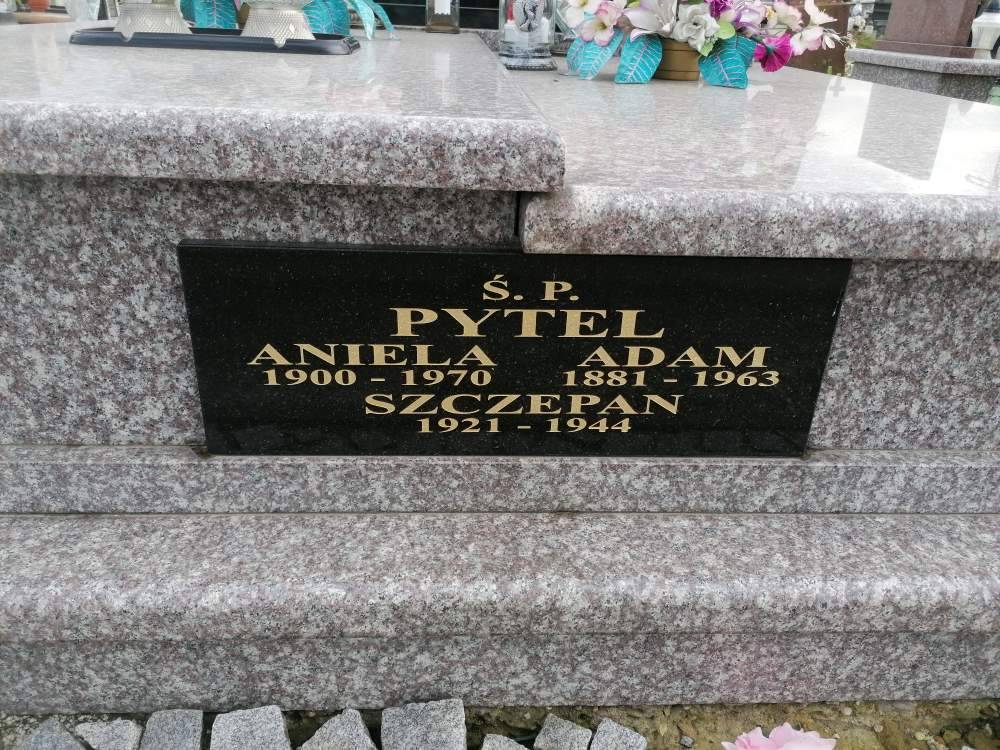 Ś. P.
PYTEL
ANIELA ADAM
1900 - 1970 1881 - 1963
SZCZEPAN
1921 - 1944